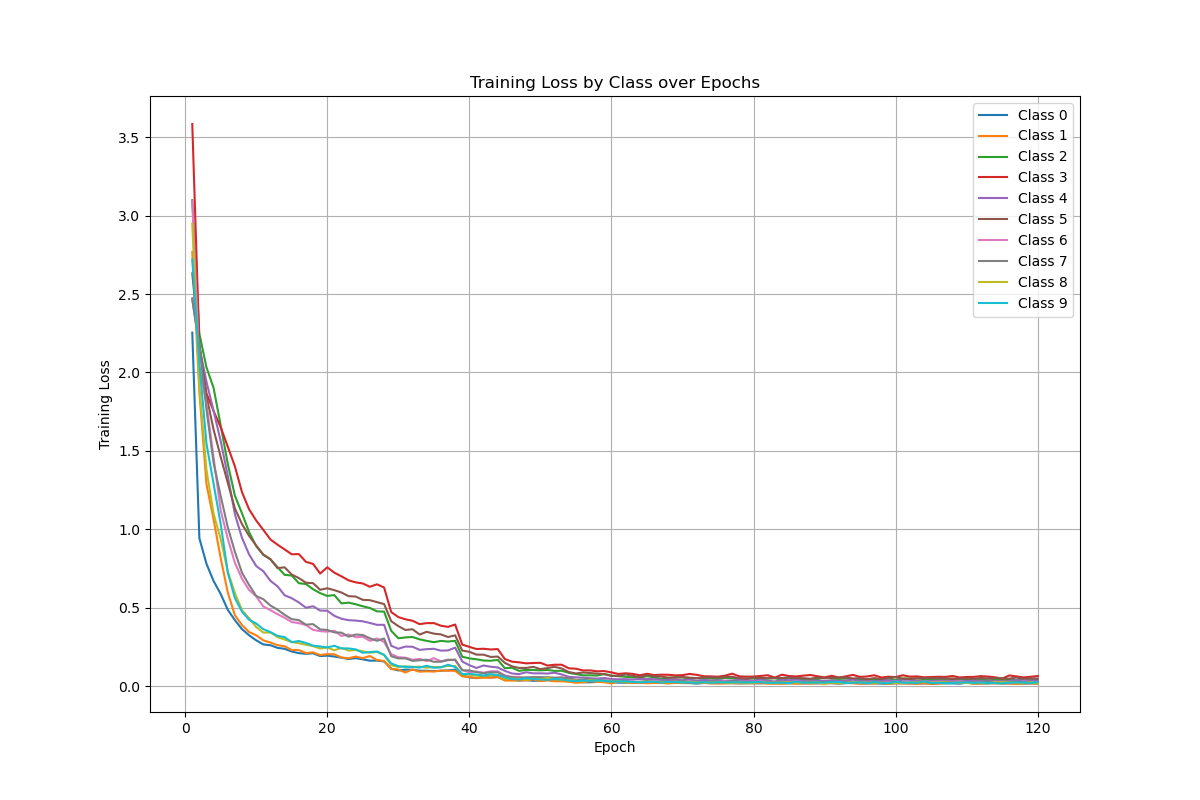 Training Loss by Class over Epochs
Class 0
Class 1
Class 2
Class 3
Class 4
Class 5
Class 6
Class 7
Class 8
Class 9
3.5
3.0
2.5
2.0
1.5
1.0
0.5
0.0
Training Loss
0 20 40 60 80 100 120
Epoch